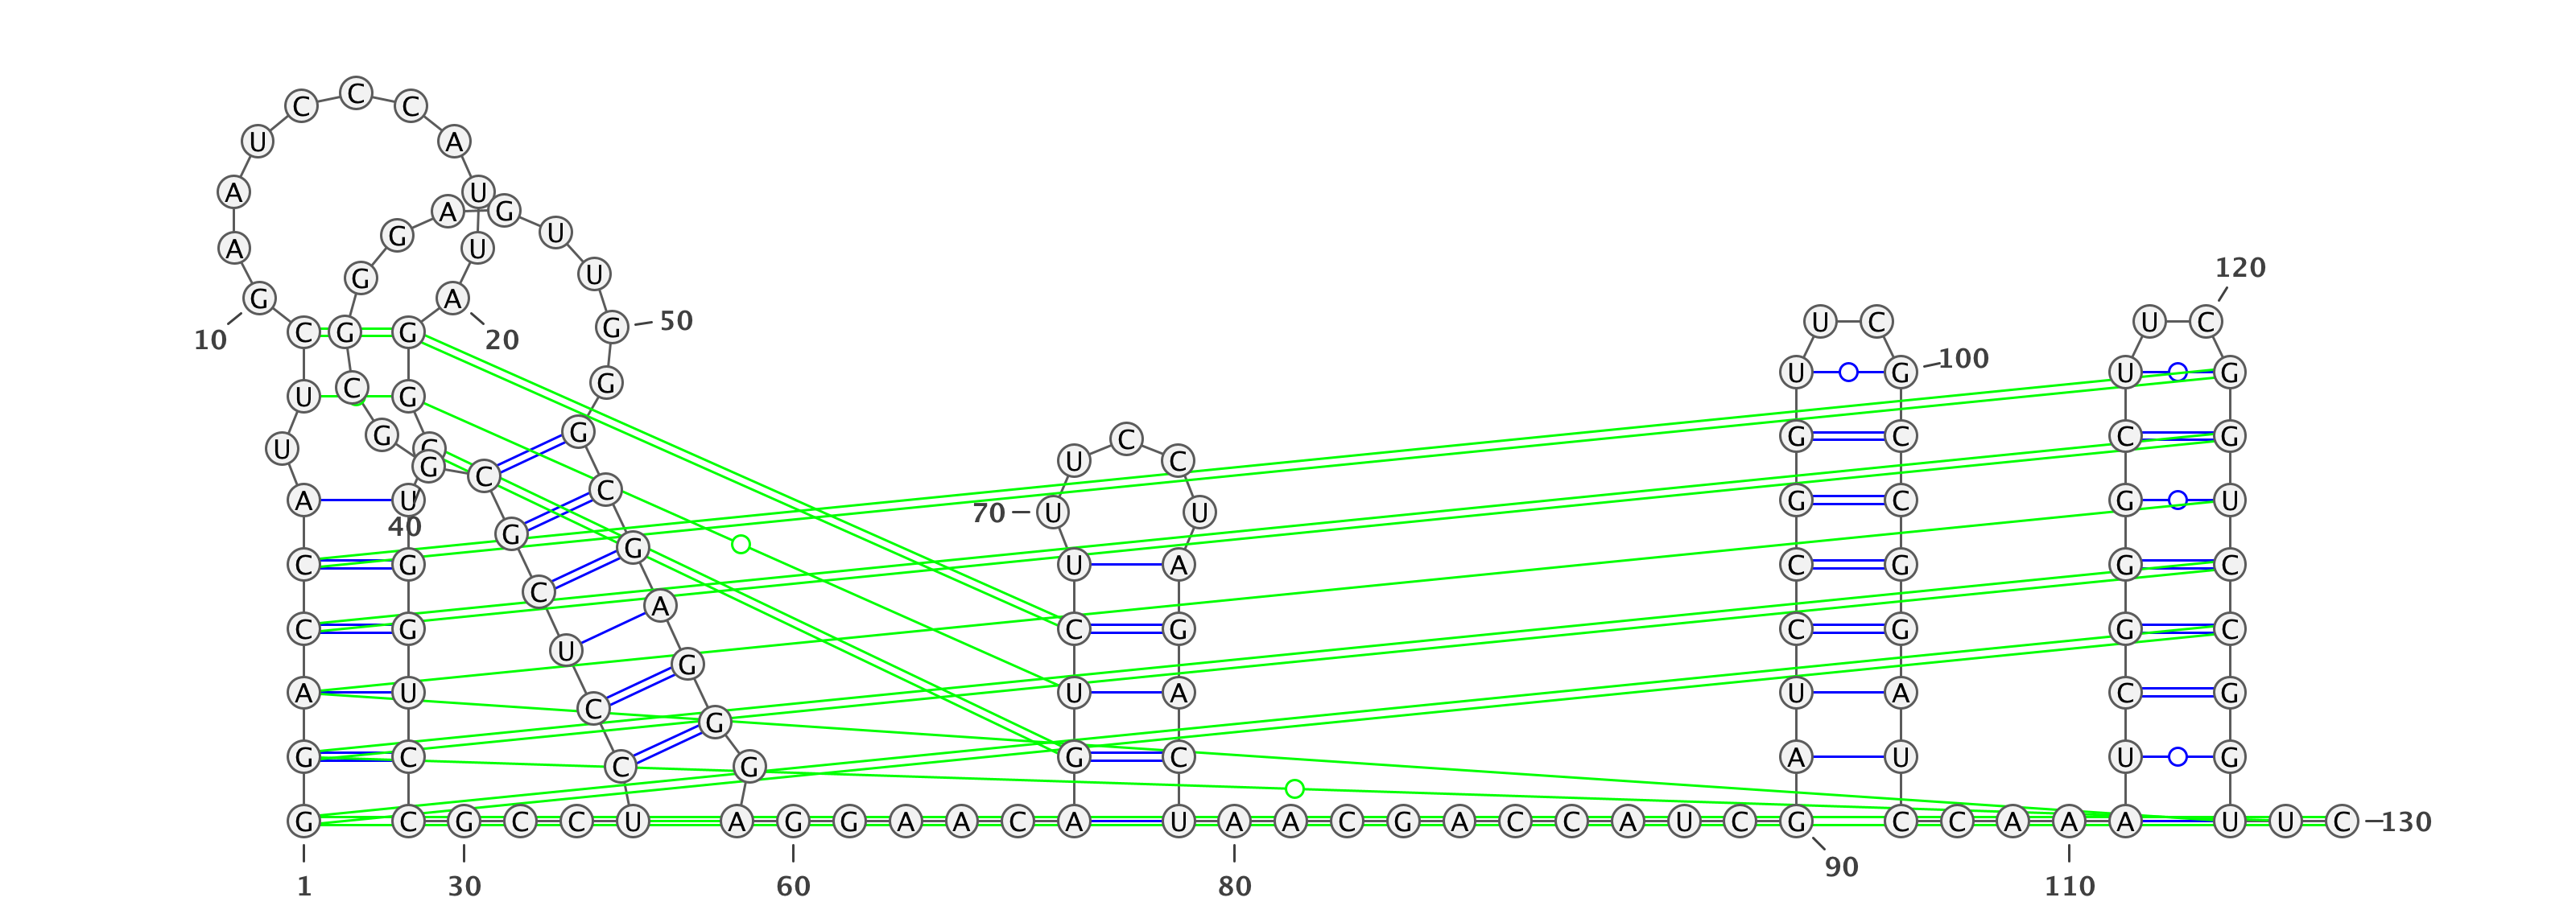 C C C
U A
A U
A G
G U
A U
120
G U
G A
50 U C U C
G
C G G
10 20
100
U G U G
C G
U G
C
G G C C G
U G
U C C
G C
C
A U G C G U
70 U U
40
G G
C G U A C G G C
C A
C G C G C G G C
U G
A U U A U A C G
C G
G C G C A U U G
C G
G C G C C U A G G A A C A U A A C G A C C A U C G C C A A A U U C 130
90
1 30 60 80 110